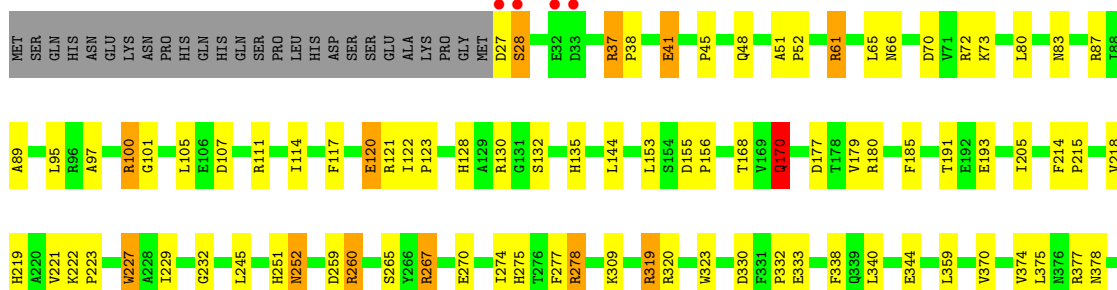 MET SER GLN HIS ASN GLU LYS ASN PRO HIS GLN HIS GLN SER PRO LEU HIS ASP SER SER GLU ALA LYS PRO GLY MET D27 S28 E32 D33 R37 P38 E41 P45 Q48 A51 P52 R61 L65 N66 D70 V71 R72 K73 L80 N83 R87 I88
A89 L95 R96 A97 R100 G101 L105 E106 D107 R111 I114 F117 E120 R121 I122 P123 H128 A129 R130 G131 S132 H135 L144 L153 S154 D155 P156 T168 V169 Q170 D177 T178 V179 R180 F185 T191 E192 E193 I205 F214 P215 V218
H219 A220 V221 K222 P223 W227 A228 I229 G232 L245 H251 N252 D259 R260 S265 Y266 R267 E270 I274 H275 T276 F277 R278 K309 R319 R320 W323 D330 F331 P332 E333 F338 Q339 L340 E344 L359 V370 V374 L375 N376 R377 N378